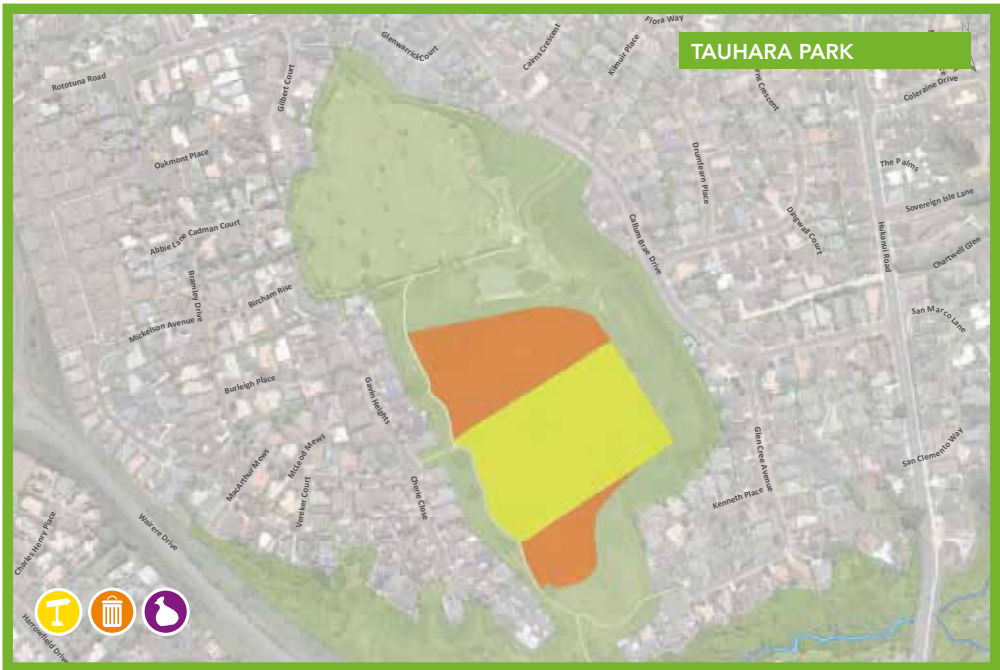 Flora Way
Glenwarrick Court
Cairns Crescent
Kilmuir Place
TAUHARA PARK
N
Rototuna Road
Gilbert Court
Coleraine Drive
Oakmont Place
Drumfearn Place
The Palms
Sovereign Isle Lane
Abbie Lane
Cadman Court
Callum Brae Drive
Dingwall Court
Hukanui Road
Chartwell Glen
Bramley Drive
Bircham Rise
Mickelson Avenue
San Marco Lane
Burleigh Place
Gavin Heights
MacArthur Mews
McLeod Mews
Vereker Court
Cherie Close
Glen Cree Avenue
San Clemento Way
Kenneth Place
Charles Henry Place
Wairere Drive
Harrowfield Drive